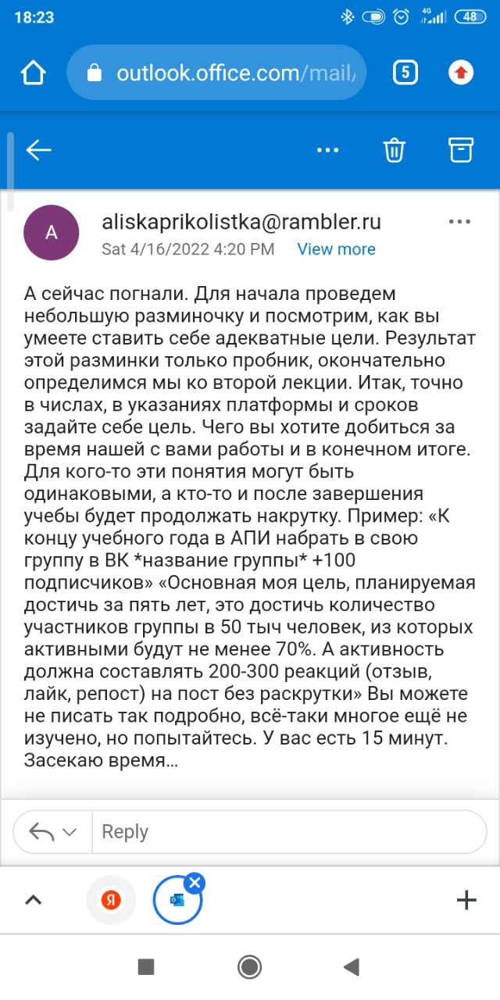 18:23
4G
48
outlook.office.com/mail/
5
A
aliskaprikolistka@rambler.ru
Sat 4/16/2022 4:20 PM View more
А сейчас погнали. Для начала проведем
небольшую разминочку и посмотрим, как вы
умеете ставить себе адекватные цели. Результат
этой разминки только пробник, окончательно
определимся мы ко второй лекции. Итак, точно
в числах, в указаниях платформы и сроков
задайте себе цель. Чего вы хотите добиться за
время нашей с вами работы и в конечном итоге.
Для кого-то эти понятия могут быть
одинаковыми, а кто-то и после завершения
учебы будет продолжать накрутку. Пример: «К
концу учебного года в АПИ набрать в свою
группу в ВК *название группы* +100
подписчиков» «Основная моя цель, планируемая
достичь за пять лет, это достичь количество
участников группы в 50 тыч человек, из которых
активными будут не менее 70%. А активность
должна составлять 200-300 реакций (отзыв,
лайк, репост) на пост без раскрутки» Вы можете
не писать так подробно, всё-таки многое ещё не
изучено, но попытайтесь. У вас есть 15 минут.
Засекаю время…
Reply
Я